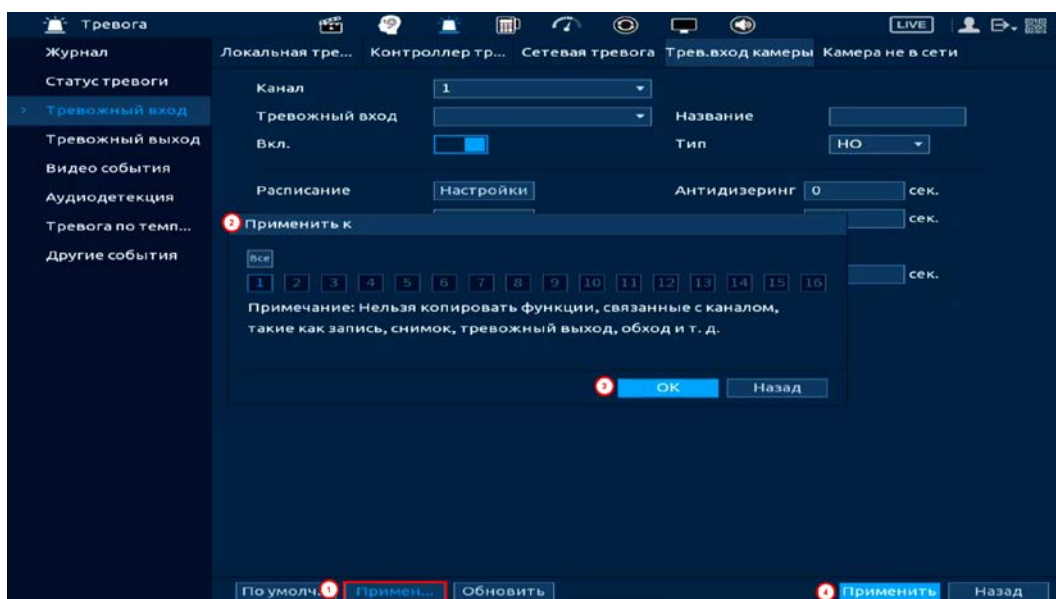 Тревога
LIVE
Журнал
Статус тревоги
Тревожный вход
Тревожный выход
Видео события
Аудиодетекция
Тревога по темп...
Другие события
Локальная тре... Контроллер тр... Сетевая тревога Трев.вход камеры Камера не в сети
Канал 1
Тревожный вход Название
Вкл. Тип НО
Расписание Настройки Антидизеринг 0 сек.
сек.
2 Применить к
Все
1 2 3 4 5 6 7 8 9 10 11 12 13 14 15 16
сек.
Примечание: Нельзя копировать функции, связанные с каналом,
такие как запись, снимок, тревожный выход, обход и т. д.
3 ОК Назад
По умолч. 1 Примен... Обновить 4 Применить Назад